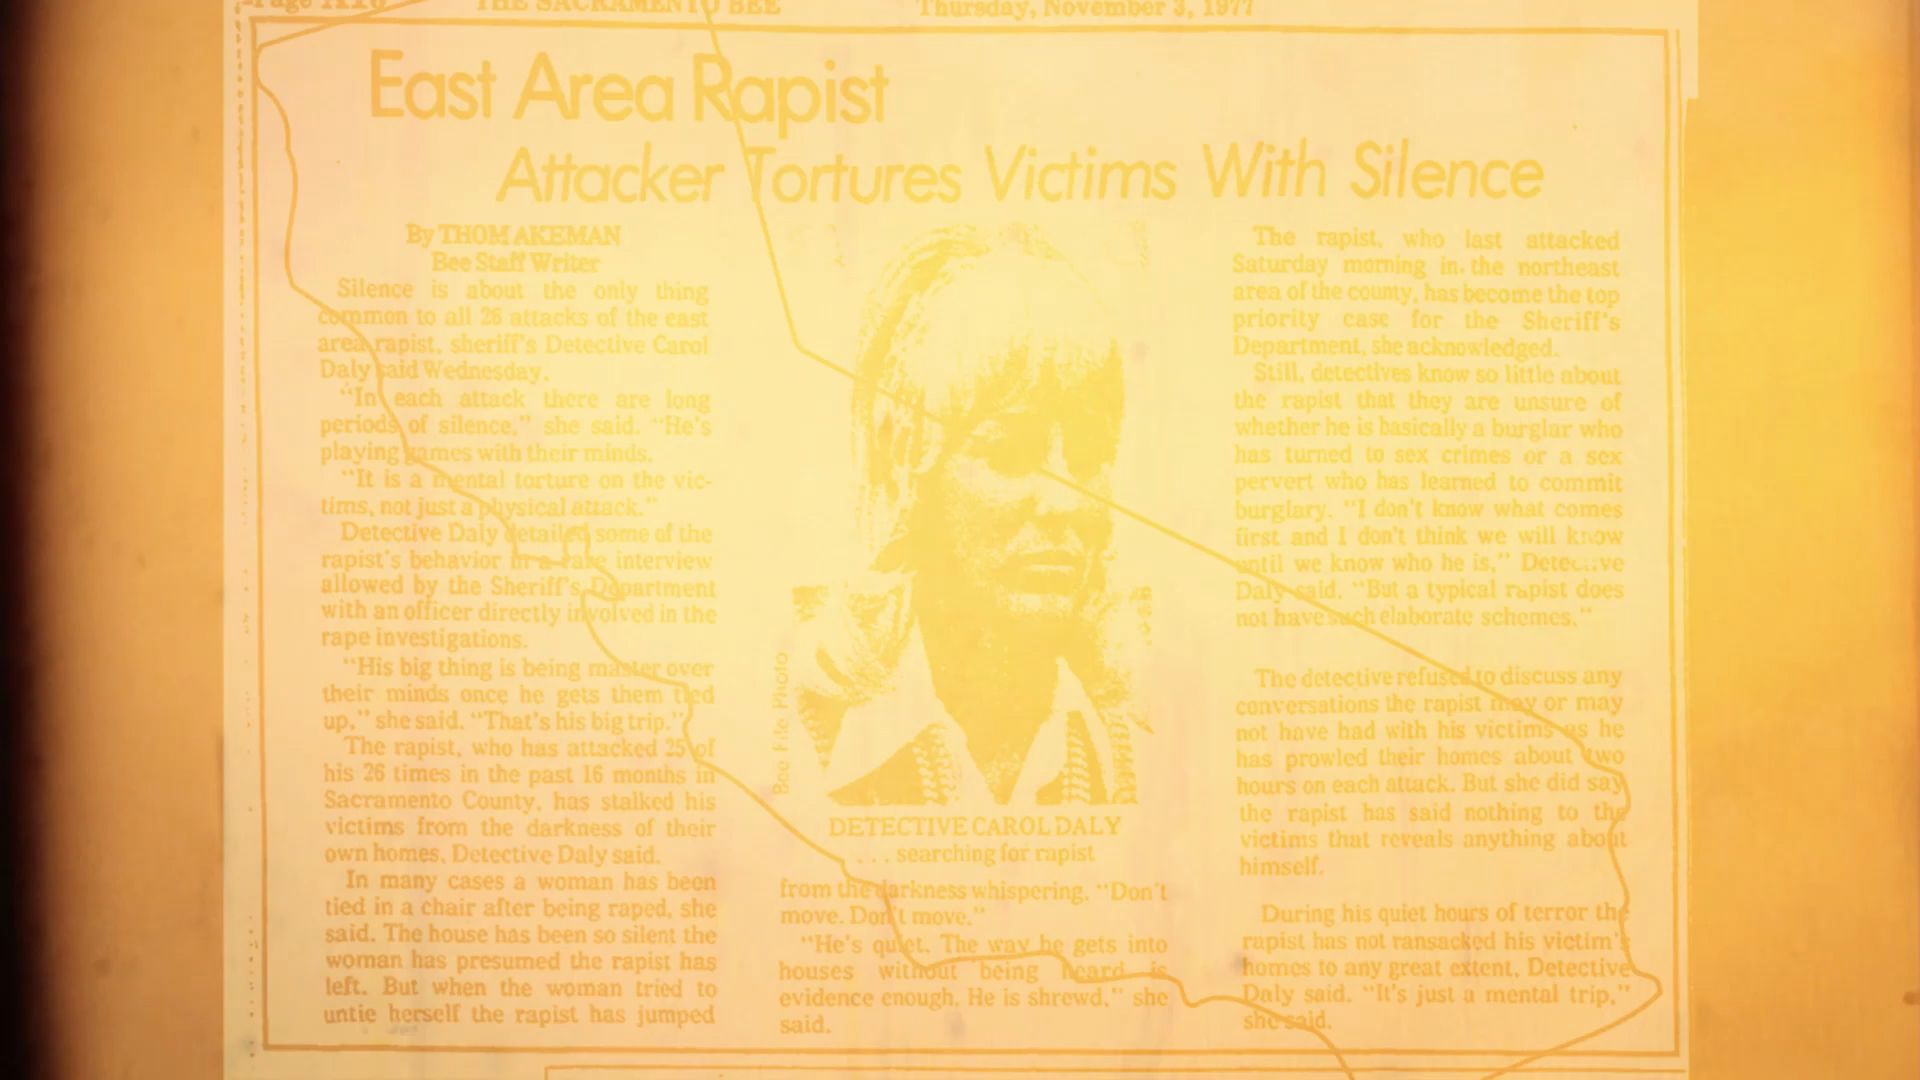 THE SACRAMENTO BEE
Thursday, November 3, 1977
East Area Rapist
Attacker Tortures Victims With Silence
By THOM AKEMAN
Bee Staff Writer
Silence is about the only thing
common to all 26 attacks of the east
area rapist, sheriff's Detective Carol
Daly said Wednesday.
"In each attack there are long
periods of silence," she said. "He's
playing games with their minds.
"It is a mental torture on the vic-
tims, not just a physical attack."
Detective Daly detailed some of the
rapist's behavior in a rare interview
allowed by the Sheriff's Department
with an officer directly involved in the
rape investigations.
"His big thing is being master over
their minds once he gets them tied
up," she said. "That's his big trip."
The rapist, who has attacked 25 of
his 26 times in the past 16 months in
Sacramento County, has stalked his
victims from the darkness of their
own homes, Detective Daly said.
In many cases a woman has been
tied in a chair after being raped, she
said. The house has been so silent the
woman has presumed the rapist has
left. But when the woman tried to
untie herself the rapist has jumped
Bee File Photo
DETECTIVE CAROL DALY
. . . searching for rapist
from the darkness whispering. "Don't
move. Don't move."
"He's quiet. The way he gets into
houses without being heard is
evidence enough. He is shrewd," she
said.
The rapist, who last attacked
Saturday morning in the northeast
area of the county, has become the top
priority case for the Sheriff's
Department, she acknowledged.
Still, detectives know so little about
the rapist that they are unsure of
whether he is basically a burglar who
has turned to sex crimes or a sex
pervert who has learned to commit
burglary. "I don't know what comes
first and I don't think we will know
until we know who he is," Detective
Daly said. "But a typical rapist does
not have such elaborate schemes."
The detective refused to discuss any
conversations the rapist may or may
not have had with his victims as he
has prowled their homes about two
hours on each attack. But she did say
the rapist has said nothing to the
victims that reveals anything about
himself.
During his quiet hours of terror the
rapist has not ransacked his victim's
homes to any great extent, Detective
Daly said. "It's just a mental trip,"
she said.